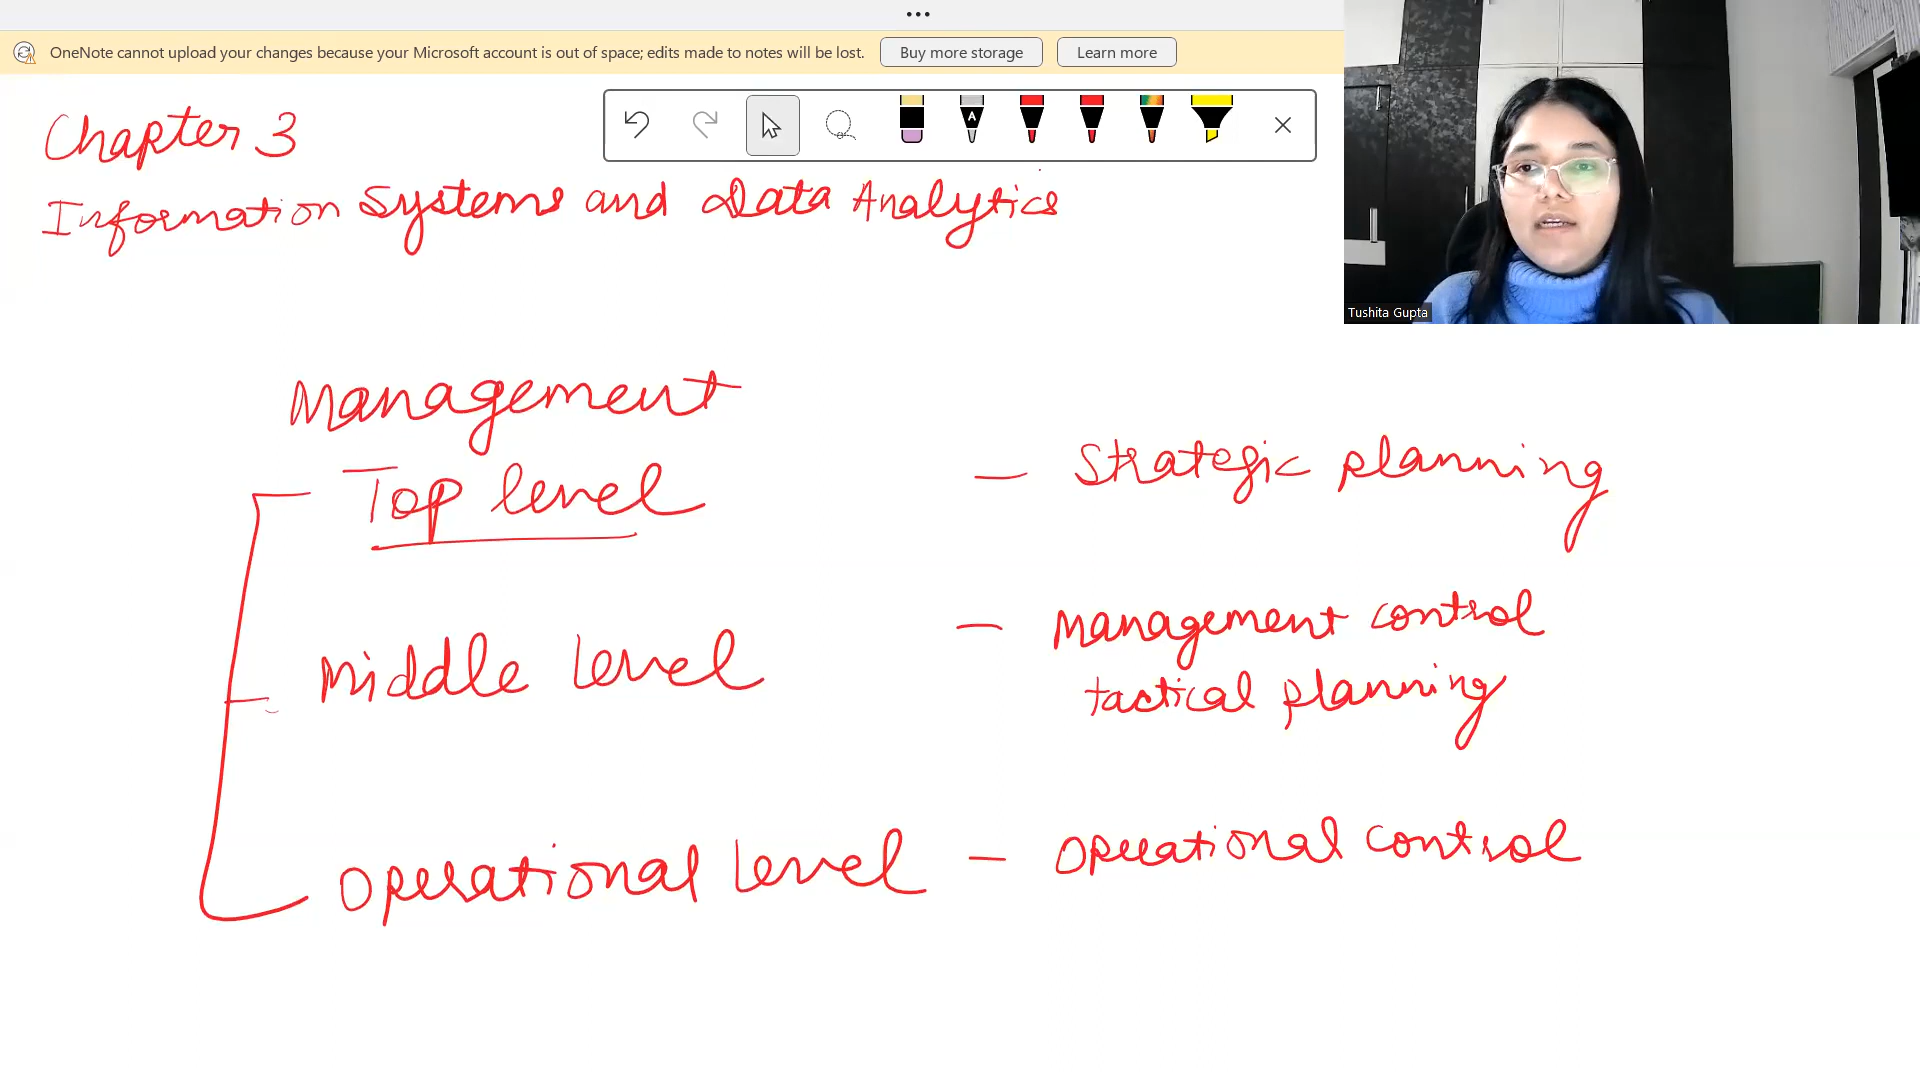 OneNote cannot upload your changes because your Microsoft account is out of space; edits made to notes will be lost. Buy more storage Learn more
A
Chapter 3
Information Systems and Data Analytics
Tushita Gupta
Management
Top level – Strategic planning
Middle level – Management control
tactical planning
Operational level – Operational control